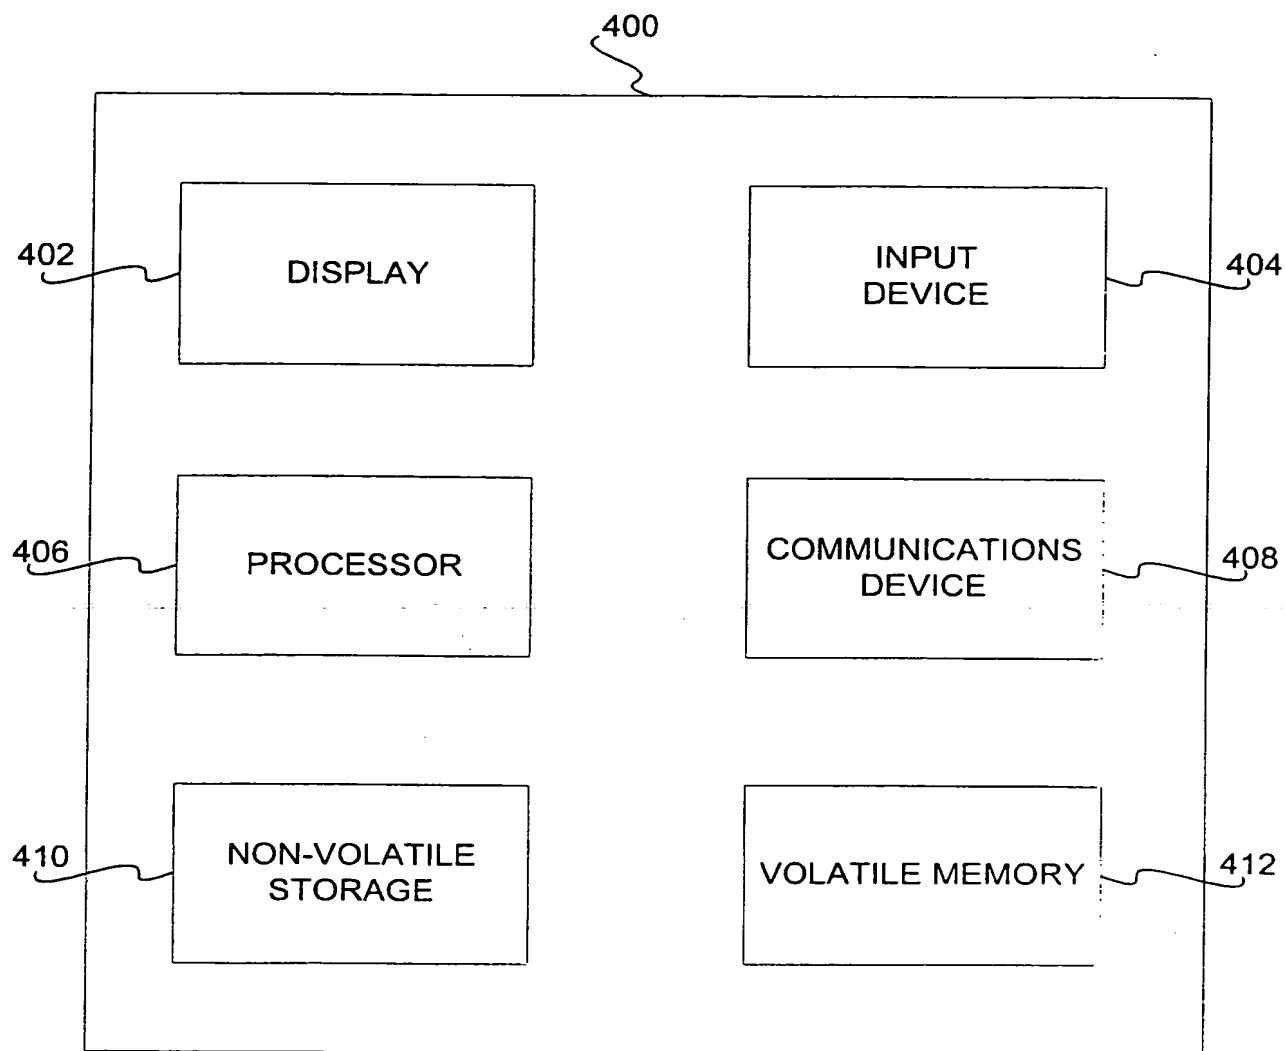 400
402
DISPLAY
INPUT
DEVICE
404
406
PROCESSOR
COMMUNICATIONS
DEVICE
408
410
NON-VOLATILE
STORAGE
VOLATILE MEMORY
412